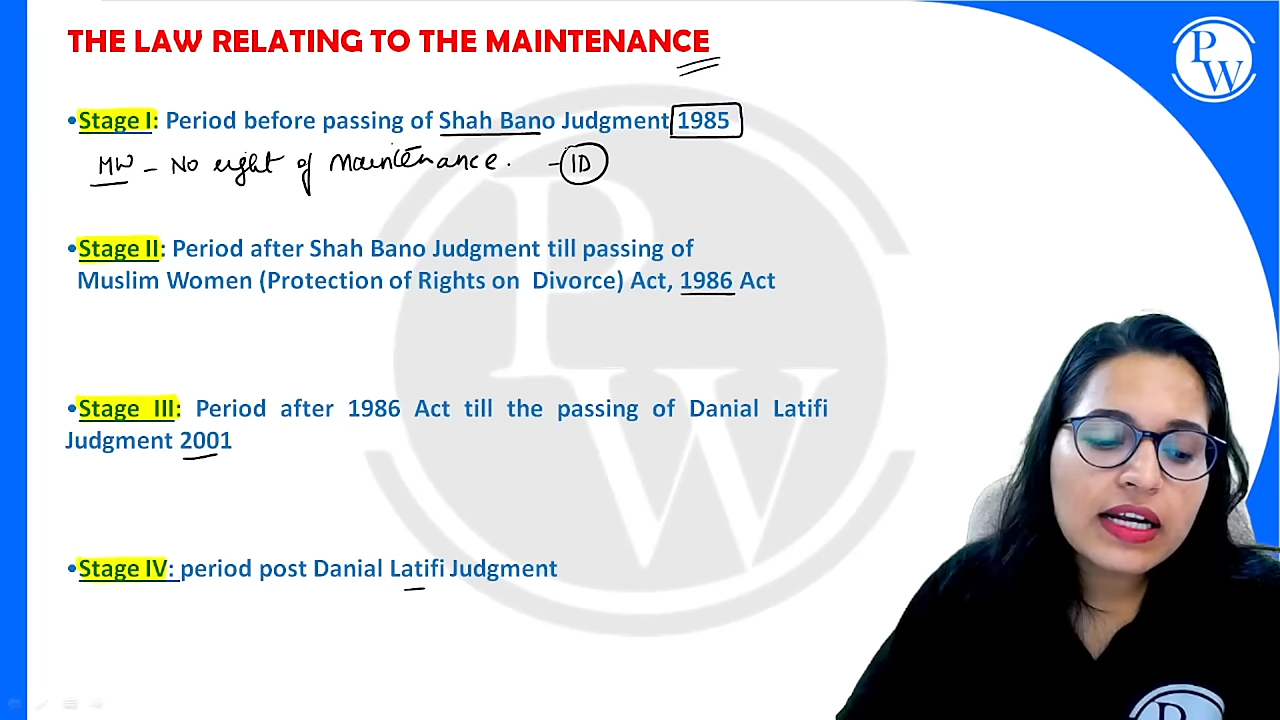 THE LAW RELATING TO THE MAINTENANCE
P
W
•Stage I: Period before passing of Shah Bano Judgment 1985
MW - No right of Maintenance. - ID
•Stage II: Period after Shah Bano Judgment till passing of
Muslim Women (Protection of Rights on Divorce) Act, 1986 Act
•Stage III: Period after 1986 Act till the passing of Danial Latifi
Judgment 2001
•Stage IV: period post Danial Latifi Judgment
P
W